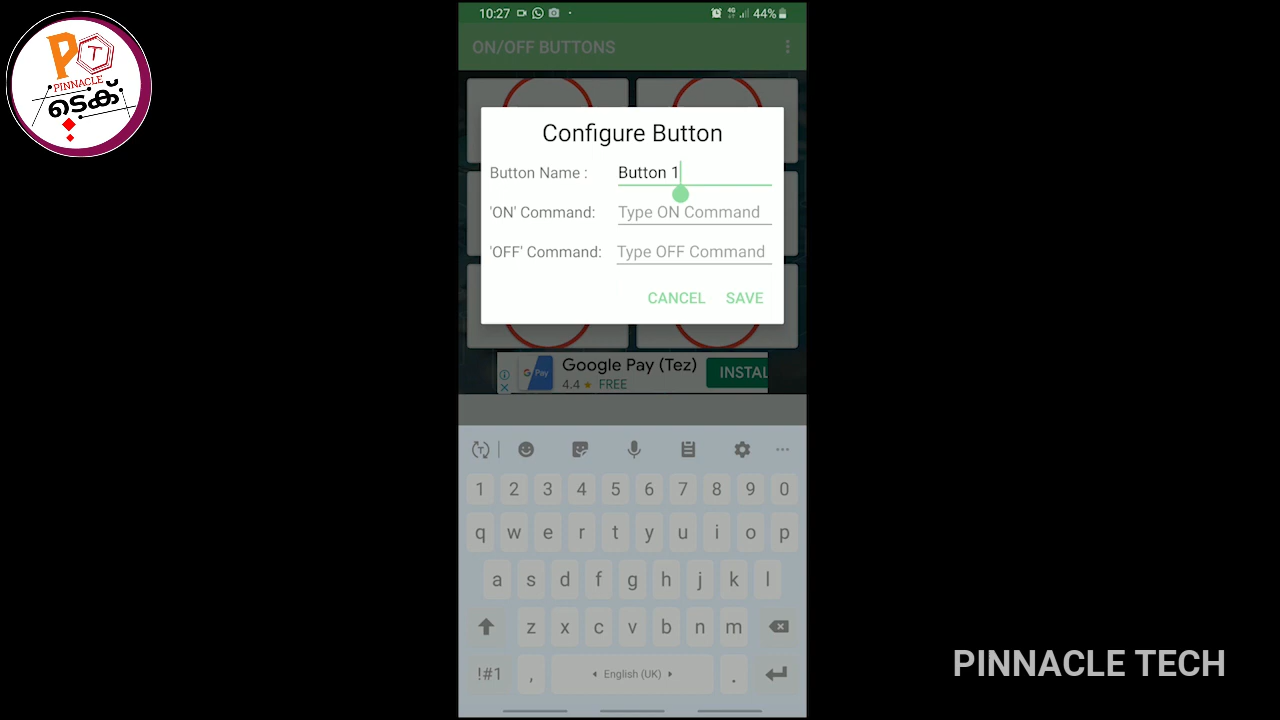 P T
PINNACLE
ടെക്
10:27 4G 44%
ON/OFF BUTTONS
Configure Button
Button Name : Button 1
'ON' Command: Type ON Command
'OFF' Command: Type OFF Command
CANCEL SAVE
G Pay Google Pay (Tez) INSTAL
4.4 ★ FREE
T
1 2 3 4 5 6 7 8 9 0
q w e r t y u i o p
a s d f g h j k l
z x c v b n m
!#1 , English (UK) .
PINNACLE TECH